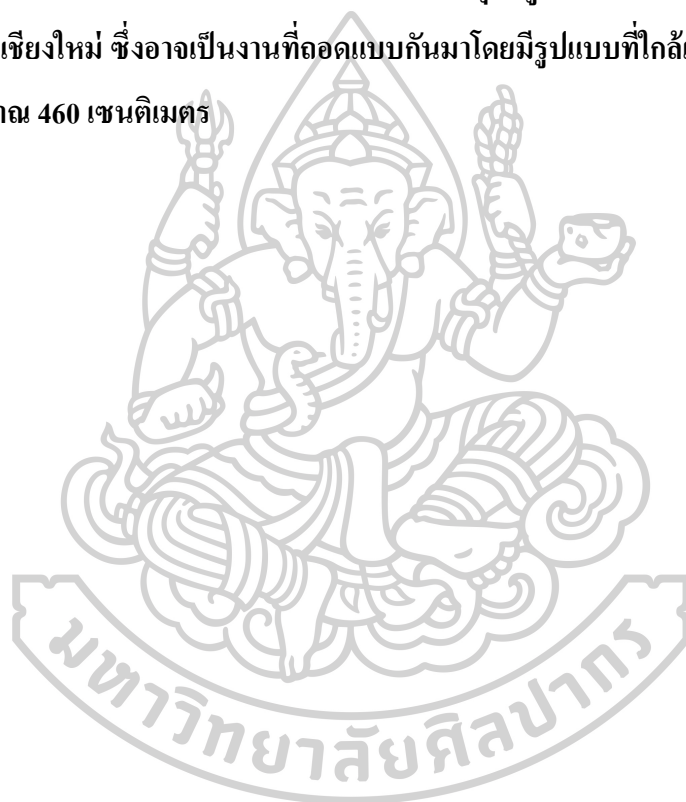 เชียงใหม่ ซึ่งอาจเป็นงานที่ถอดแบบกันมาโดยมีรูปแบบที่ใกล้
460 เซนติเมตร
มหาวิทยาลัยศิลปากร